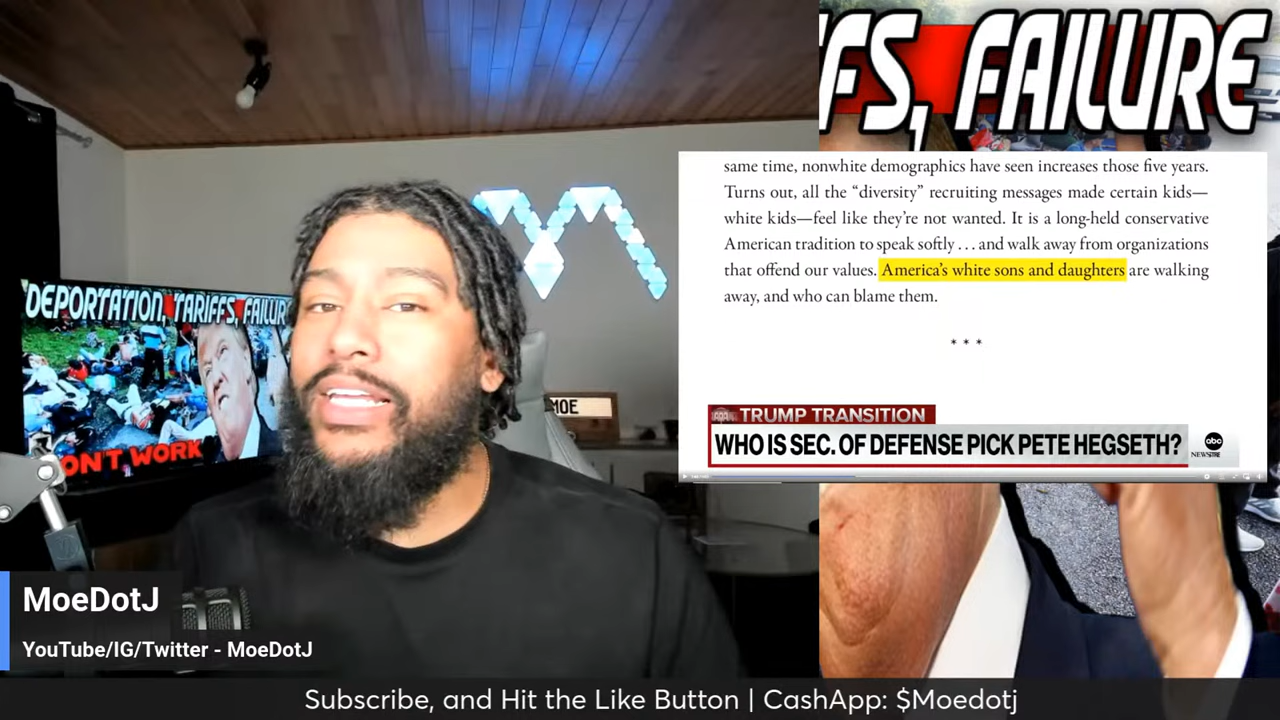 FS, FAILURE
same time, nonwhite demographics have seen increases those five years.
Turns out, all the “diversity” recruiting messages made certain kids—
white kids—feel like they’re not wanted. It is a long-held conservative
American tradition to speak softly . . . and walk away from organizations
that offend our values. America’s white sons and daughters are walking
away, and who can blame them.
* * *
DEPORTATION, TARIFFS, FAILUR
ON'T WORK
MOE
TRUMP TRANSITION
WHO IS SEC. OF DEFENSE PICK PETE HEGSETH?
abc
MoeDotJ
YouTube/IG/Twitter - MoeDotJ
Subscribe, and Hit the Like Button | CashApp: $Moedotj